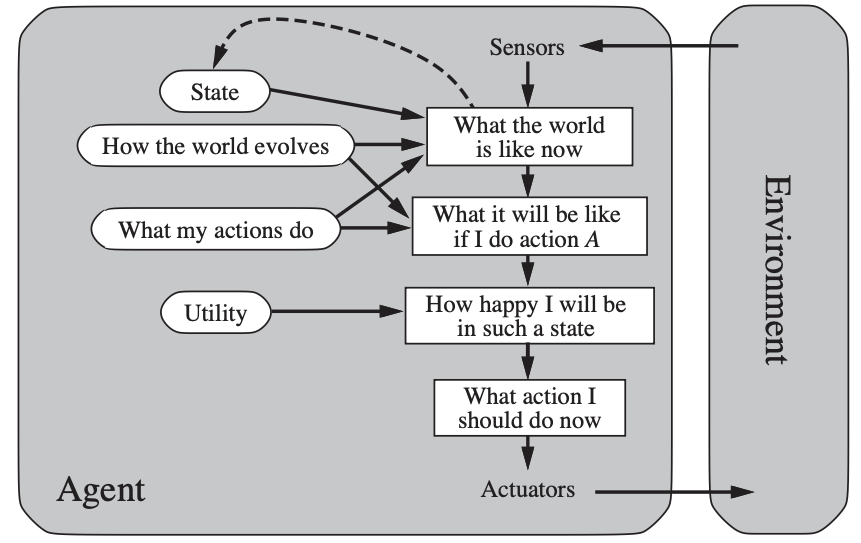 Sensors
State
What the world
is like now
How the world evolves
What my actions do
What it will be like
if I do action A
Utility
How happy I will be
in such a state
What action I
should do now
Agent
Actuators
Environment